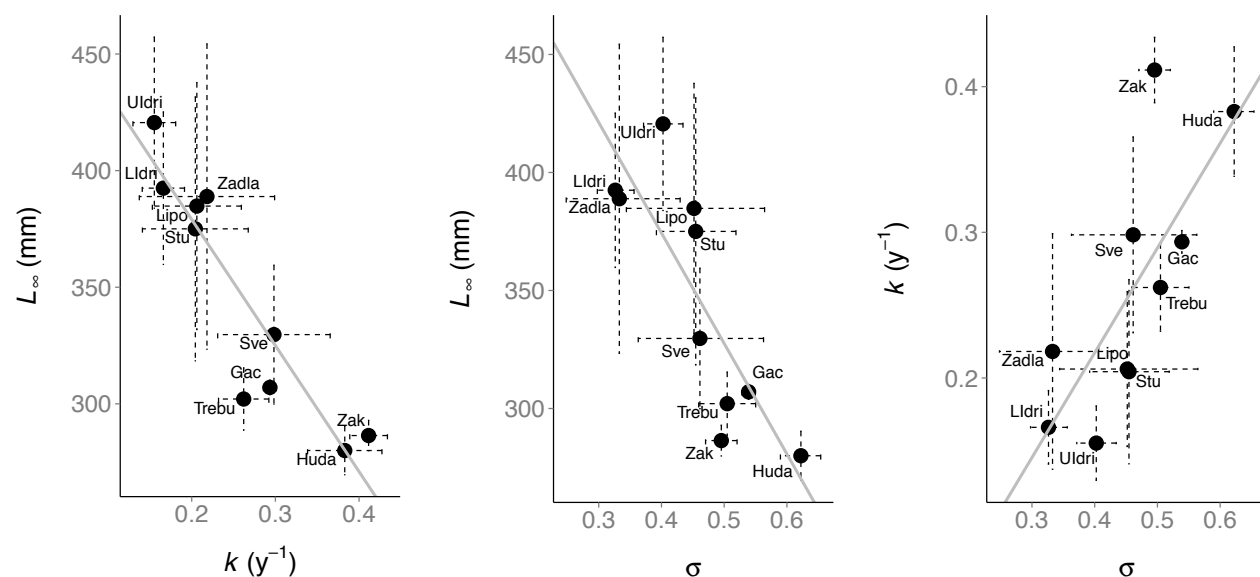 450
400
350
300
L∞ (mm)
UIdri
LIdri
Zadla
Lipo
Stu
Sve
Gac
Trebu
Zak
Huda
0.2 0.3 0.4
k (y⁻¹)
450
400
350
300
L∞ (mm)
UIdri
LIdri
Zadla
Lipo
Stu
Sve
Gac
Trebu
Zak
Huda
0.3 0.4 0.5 0.6
σ
0.4
0.3
0.2
k (y⁻¹)
Zak
Huda
Sve
Gac
Trebu
Zadla
Lipo
Stu
LIdri
UIdri
0.3 0.4 0.5 0.6
σ